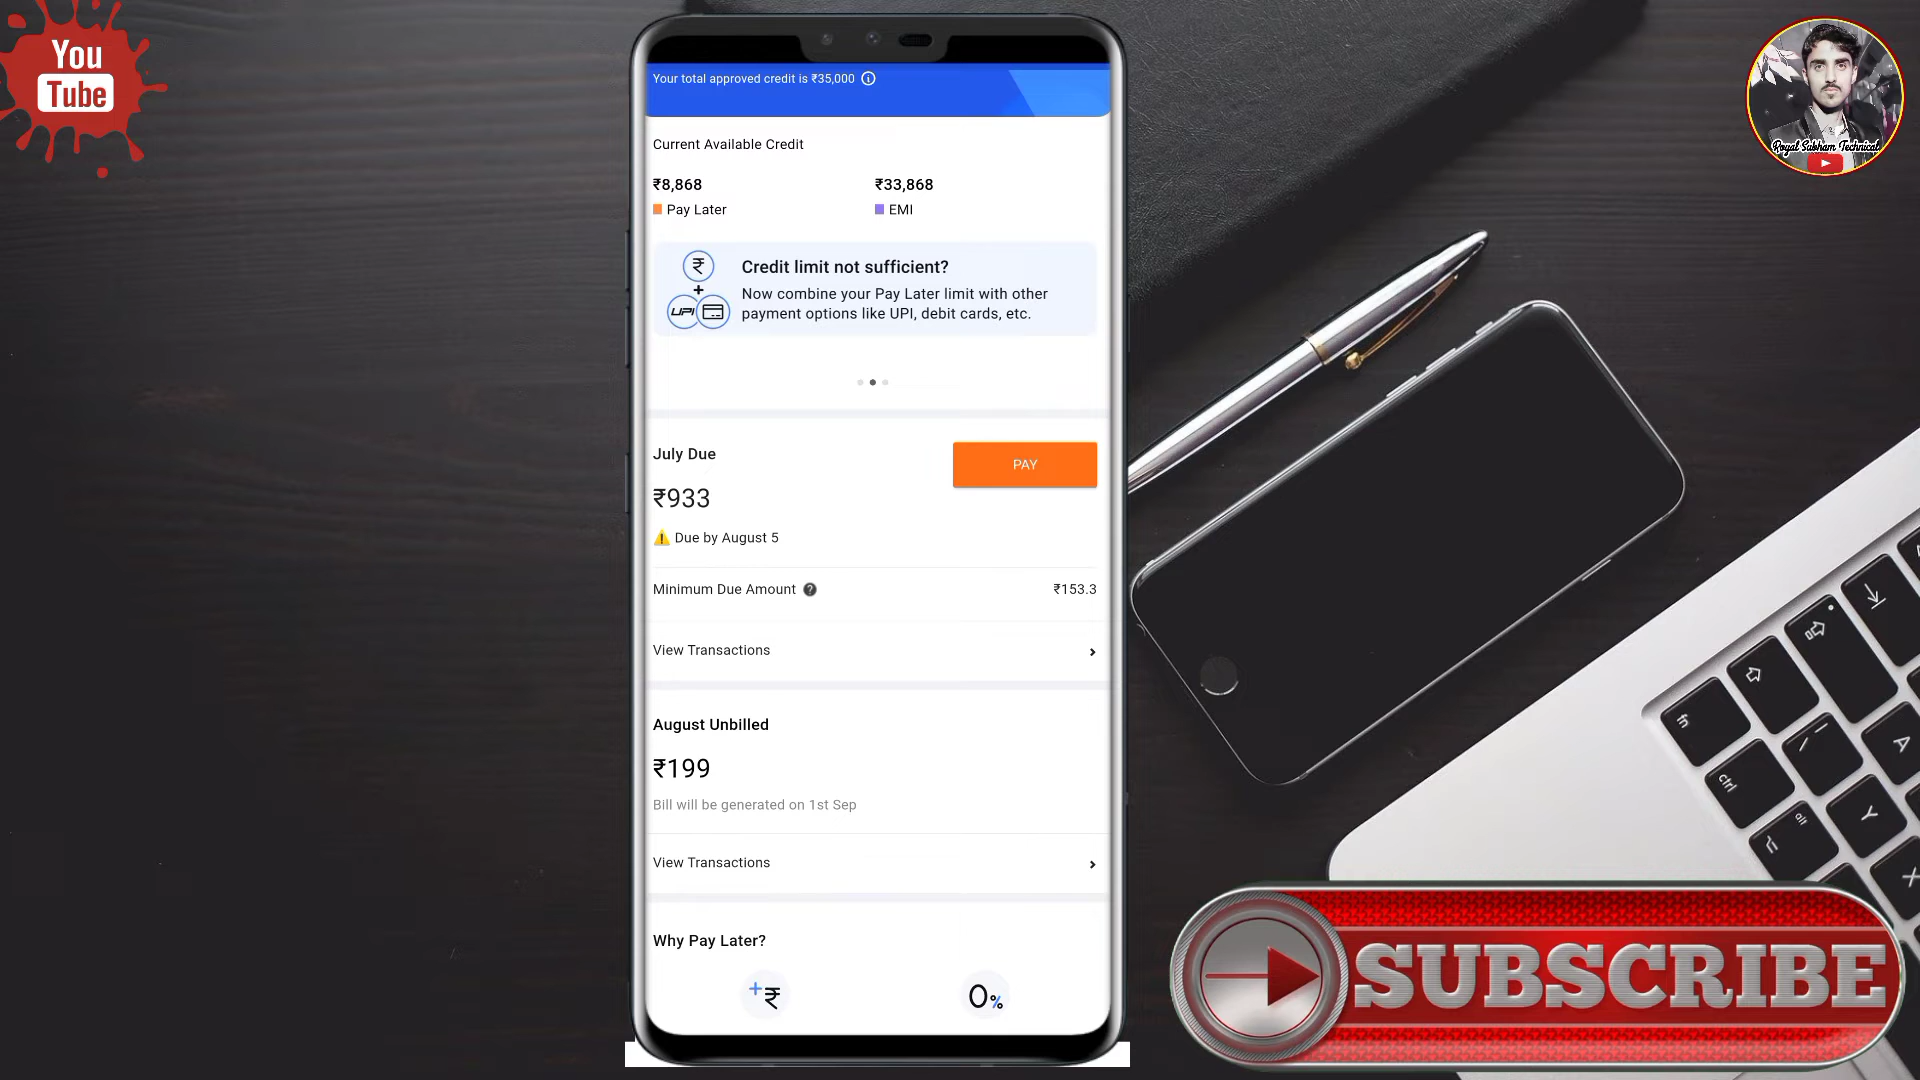 You
Tube
Royal Subham Technical
Your total approved credit is ₹35,000
Current Available Credit
₹8,868
₹33,868
Pay Later
EMI
₹
+
UPI
Credit limit not sufficient?
Now combine your Pay Later limit with other
payment options like UPI, debit cards, etc.
July Due
PAY
₹933
Due by August 5
Minimum Due Amount
₹153.3
View Transactions
August Unbilled
₹199
Bill will be generated on 1st Sep
View Transactions
Why Pay Later?
+₹
0%
SUBSCRIBE
ctrl
alt
A
Y
X